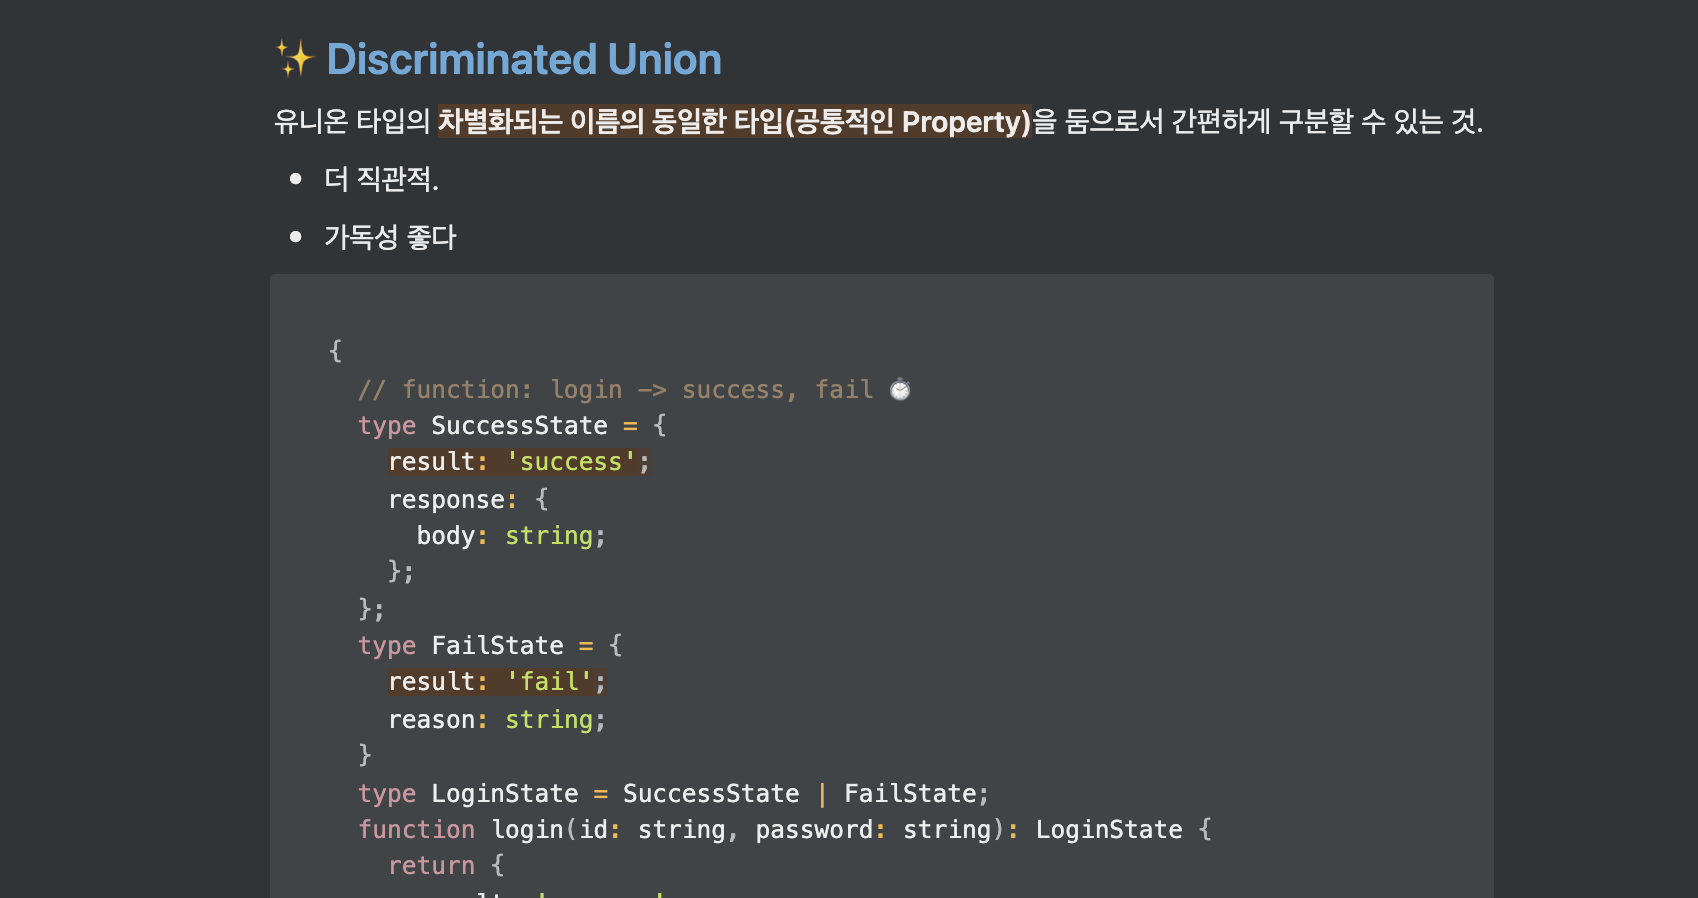 ✨ Discriminated Union
유니온 타입의 차별화되는 이름의 동일한 타입(공통적인 Property)을 둠으로서 간편하게 구분할 수 있는 것.
• 더 직관적.
• 가독성 좋다
{
  // function: login -> success, fail ⏱
  type SuccessState = {
    result: 'success';
    response: {
      body: string;
    };
  };
  type FailState = {
    result: 'fail';
    reason: string;
  }
  type LoginState = SuccessState | FailState;
  function login(id: string, password: string): LoginState {
    return {